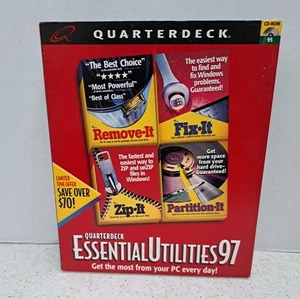 QUARTERDECK
CD-ROM
95
"The Best Choice"
★★★★
"Most Powerful"
"Best of Class"
Remove-It
The easiest way
to find and
fix Windows
problems.
Guaranteed!
Fix-It
LIMITED
TIME OFFER
SAVE OVER
$70!
The fastest and
easiest way to
ZIP and unZIP
files in
Windows!
Zip-It
Get
more space
from your
hard drive-
Guaranteed!
Partition-It
QUARTERDECK
ESSENTIALUTILITIES97
Get the most from your PC every day!